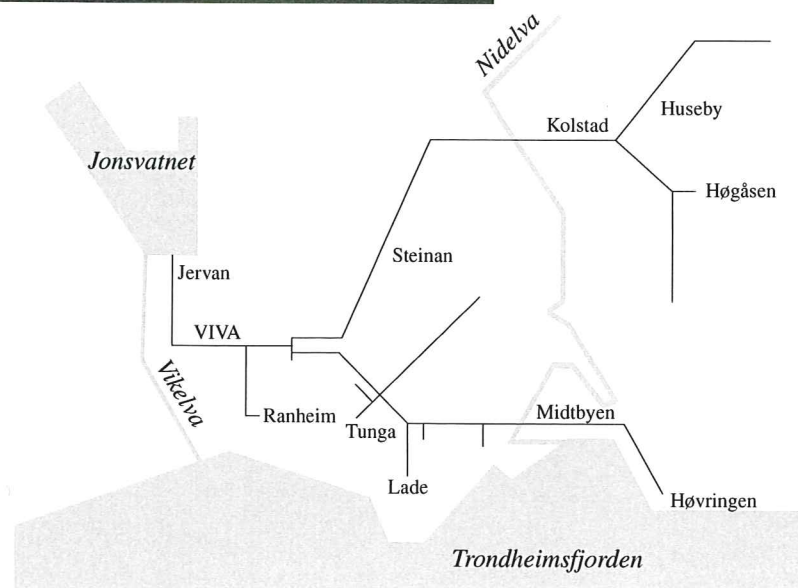 Nidelva
Kolstad
Huseby
Jonsvatnet
Høgåsen
Steinan
Jervan
VIVA
Vikelva
Ranheim
Tunga
Midtbyen
Lade
Høvringen
Trondheimsfjorden